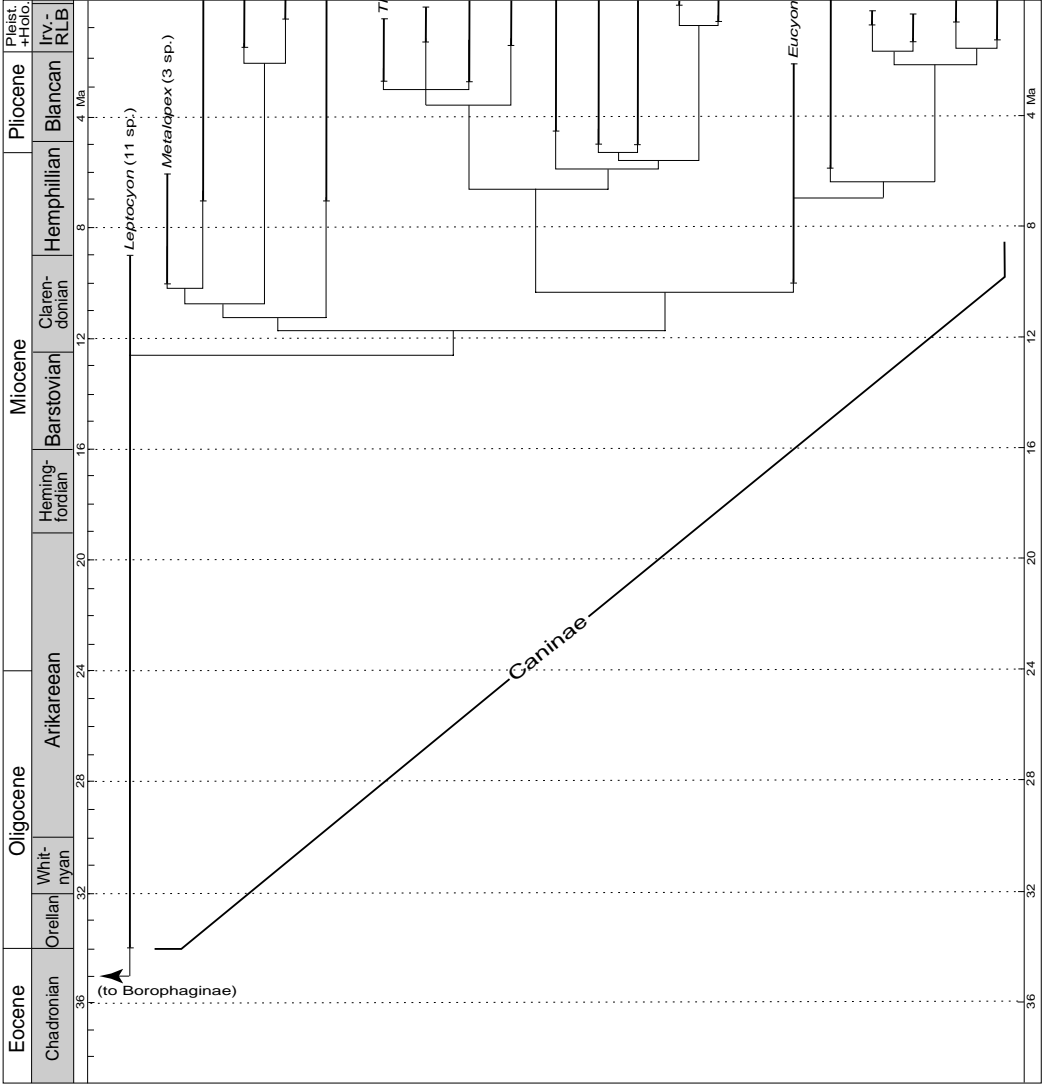 Pleist.
+Holo.
Pliocene
Miocene
Oligocene
Eocene
Irv.-
RLB
Blancan
Hemphillian
Claren-
donian
Barstovian
Heming-
fordian
Arikareean
Whit-
nyan
Orellan
Chadronian
Ma
4
8
12
16
20
24
28
32
36
Leptocyon (11 sp.)
Metalopex (3 sp.)
Eucyon
Caninae
(to Borophaginae)
Ma
4
8
12
16
20
24
28
32
36